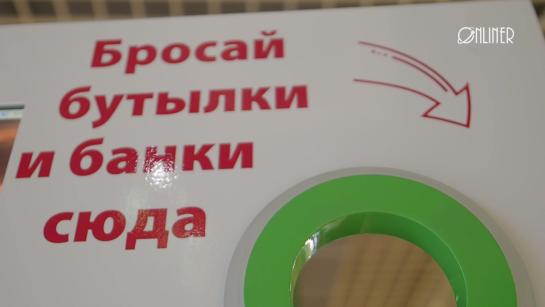 ONLINER
Бросай
бутылки
и банки
сюда